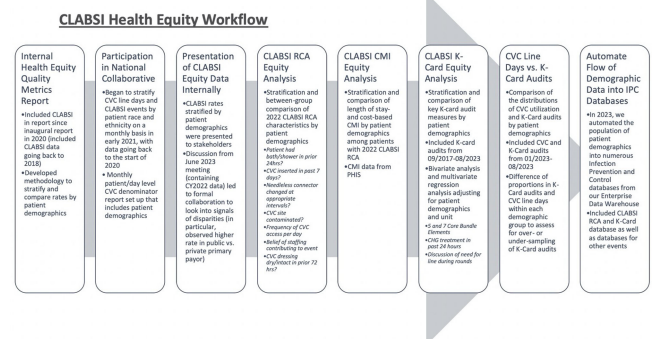 CLABSI Health Equity Workflow
Internal
Health Equity
Quality
Metrics
Report
•Included CLABSI
in report since
inaugural report
in 2020 (included
CLABSI data
going back to
2018)
•Developed
methodology to
stratify and
compare rates by
patient
demographics
Participation
in National
Collaborative
•Began to stratify
CVC line days and
CLABSI events by
patient race and
ethnicity on a
monthly basis in
early 2021, with
data going back
to the start of
2020
•Monthly
patient/day level
CVC denominator
report set up that
includes patient
demographics
Presentation
of CLABSI
Equity Data
Internally
•CLABSI rates
stratified by
patient
demographics
were presented
to stakeholders
•Discussion from
June 2023
meeting
(containing
CY2022 data) led
to formal
collaboration to
look into signals
of disparities (in
particular,
observed higher
rate in public vs.
private primary
payor)
CLABSI RCA
Equity
Analysis
•Stratification and
between-group
comparison of
2022 CLABSI RCA
characteristics by
patient
demographics
•Patient had
bath/shower in prior
24hrs?
•CVC inserted in past 7
days?
•Needleless connector
changed at
appropriate
intervals?
•CVC site
contaminated?
•Frequency of CVC
access per day
•Belief of staffing
contributing to event
•CVC dressing
dry/intact in prior 72
hrs?
CLABSI CMI
Equity
Analysis
•Stratification and
comparison of
length of stay-
and cost-based
CMI by patient
demographics
among patients
with 2022 CLABSI
RCA
•CMI data from
PHIS
CLABSI K-
Card Equity
Analysis
•Stratification and
comparison of
key K-card audit
measures by
patient
demographics
•Included K-card
audits from
09/2017-08/2023
•Bivariate analysis
and multivariate
regression
analysis adjusting
for patient
demographics
and unit
•5 and 7 Core Bundle
Elements
•CHG treatment in
past 24 hours
•Discussion of need for
line during rounds
CVC Line
Days vs. K-
Card Audits
•Comparison of
the distributions
of CVC utilization
and K-card audits
by patient
demographics
•Included CVC and
K-card audits
from 01/2023-
08/2023
•Difference of
proportions in K-
Card audits and
CVC line days
within each
demographic
group to assess
for over- or
under-sampling
of K-Card audits
Automate
Flow of
Demographic
Data into IPC
Databases
•In 2023, we
automated the
population of
patient
demographics
into numerous
Infection
Prevention and
Control
databases from
our Enterprise
Data Warehouse
•Included CLABSI
RCA and K-Card
database as well
as databases for
other events